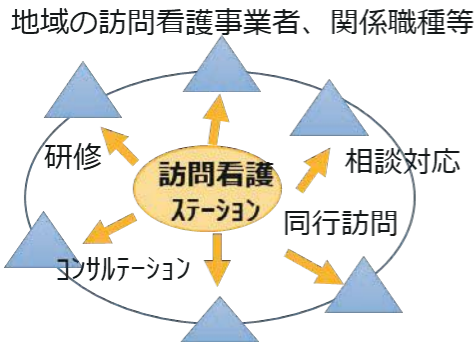 地域の訪問看護事業者、関係職種等
研修
相談対応
訪問看護
ｽﾃｰｼｮﾝ
同行訪問
ｺﾝｻﾙﾃｰｼｮﾝ